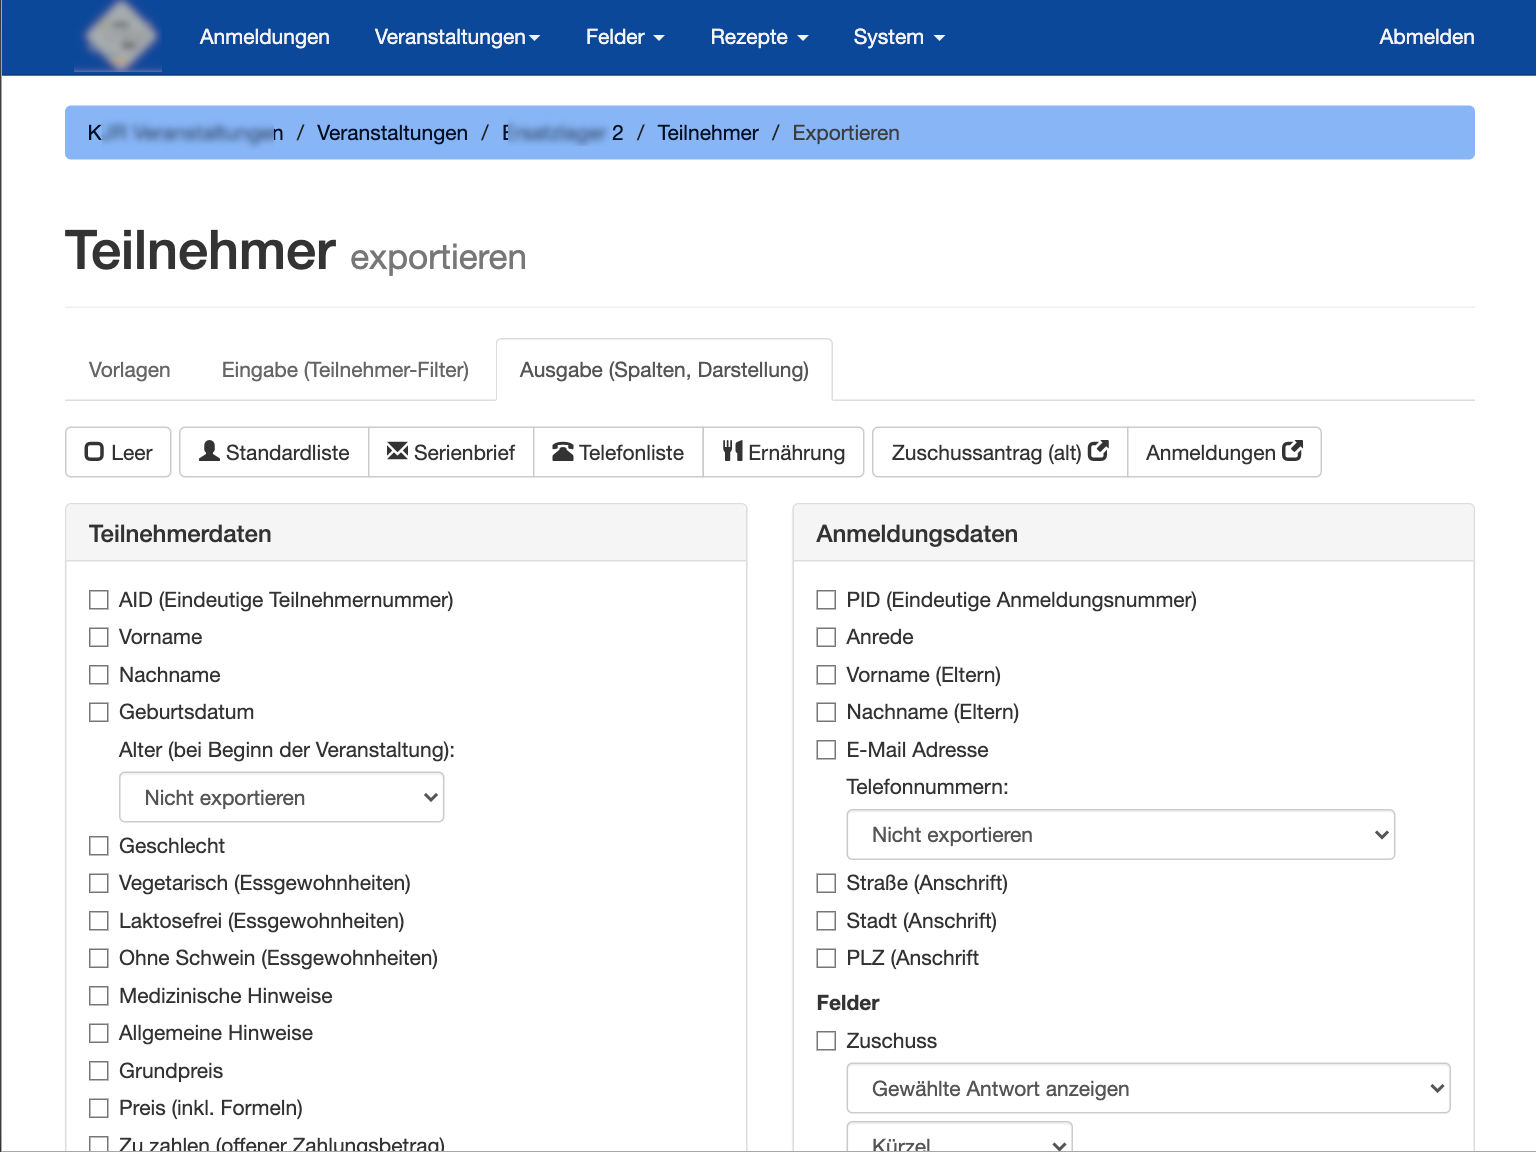 Anmeldungen Veranstaltungen Felder Rezepte System Abmelden
/ Veranstaltungen / 2 / Teilnehmer / Exportieren
Teilnehmer exportieren
Vorlagen Eingabe (Teilnehmer-Filter) Ausgabe (Spalten, Darstellung)
Leer Standardliste Serienbrief Telefonliste Ernährung Zuschussantrag (alt) Anmeldungen
Teilnehmerdaten
AID (Eindeutige Teilnehmernummer)
Vorname
Nachname
Geburtsdatum
Alter (bei Beginn der Veranstaltung):
Nicht exportieren
Geschlecht
Vegetarisch (Essgewohnheiten)
Laktosefrei (Essgewohnheiten)
Ohne Schwein (Essgewohnheiten)
Medizinische Hinweise
Allgemeine Hinweise
Grundpreis
Preis (inkl. Formeln)
Zu zahlen (offener Zahlungsbetrag)
Anmeldungsdaten
PID (Eindeutige Anmeldungsnummer)
Anrede
Vorname (Eltern)
Nachname (Eltern)
E-Mail Adresse
Telefonnummern:
Nicht exportieren
Straße (Anschrift)
Stadt (Anschrift)
PLZ (Anschrift
Felder
Zuschuss
Gewählte Antwort anzeigen
Kürzel